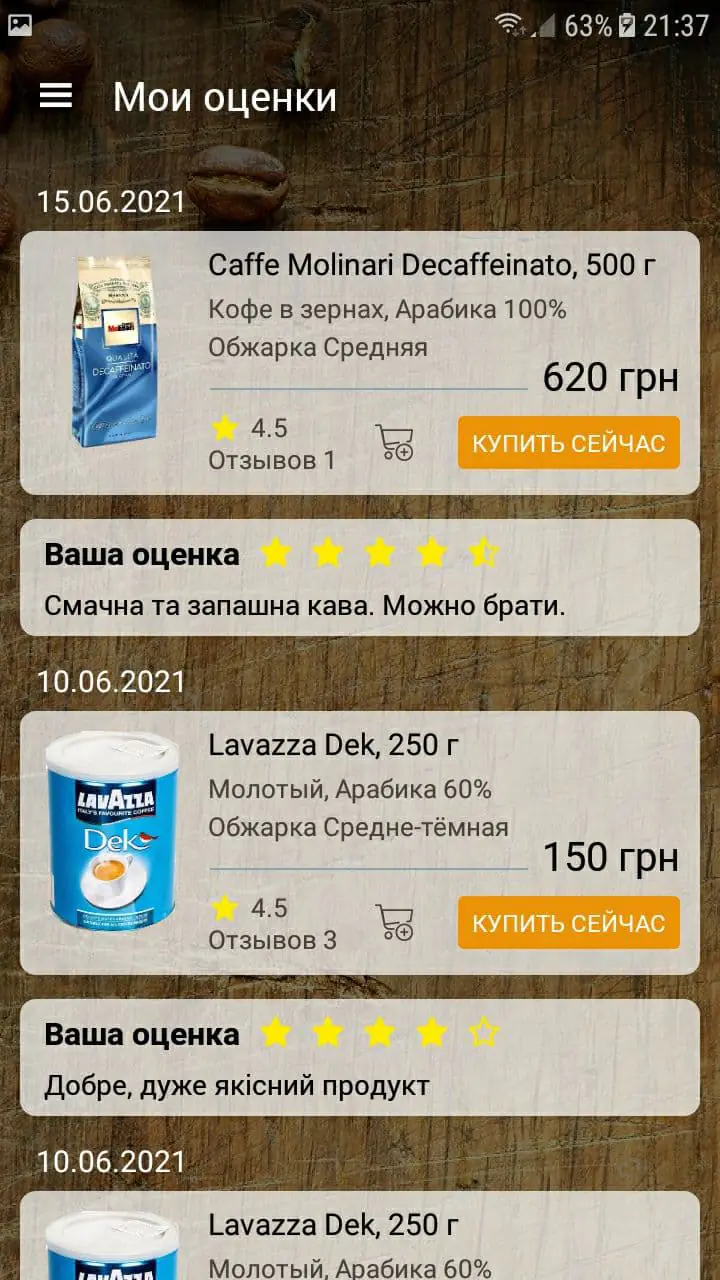 63% 21:37
Мои оценки
15.06.2021
Caffe Molinari Decaffeinato, 500 г
Кофе в зернах, Арабика 100%
Обжарка Средняя
620 грн
4.5
Отзывов 1
КУПИТЬ СЕЙЧАС
QUALITÀ
DECAFFEINATO
Ваша оценка
Смачна та запашна кава. Можно брати.
10.06.2021
Lavazza Dek, 250 г
Молотый, Арабика 60%
Обжарка Средне-тёмная
150 грн
4.5
Отзывов 3
КУПИТЬ СЕЙЧАС
LAVAZZA
ITALY'S FAVOURITE COFFEE
Dek
Ваша оценка
Добре, дуже якісний продукт
10.06.2021
Lavazza Dek, 250 г
Молотый, Арабика 60%
LAVAZZA